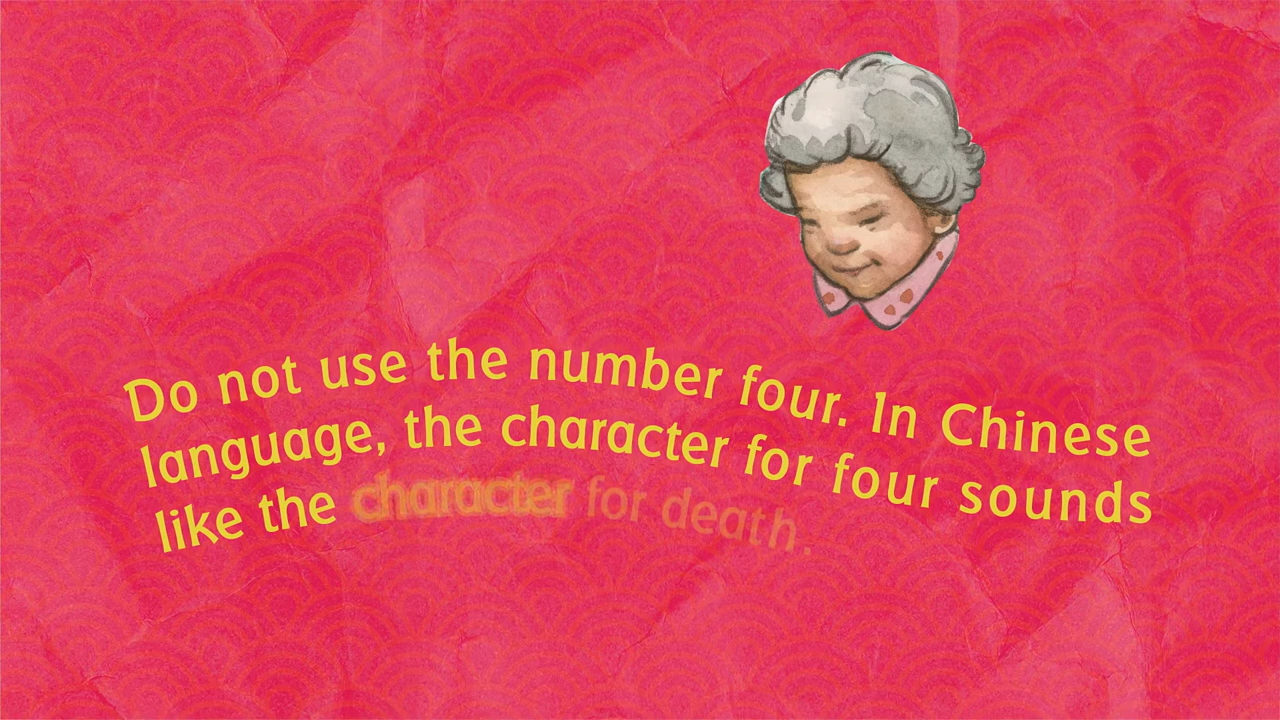 Do not use the number four. In Chinese
language, the character for four sounds
like the character for death.